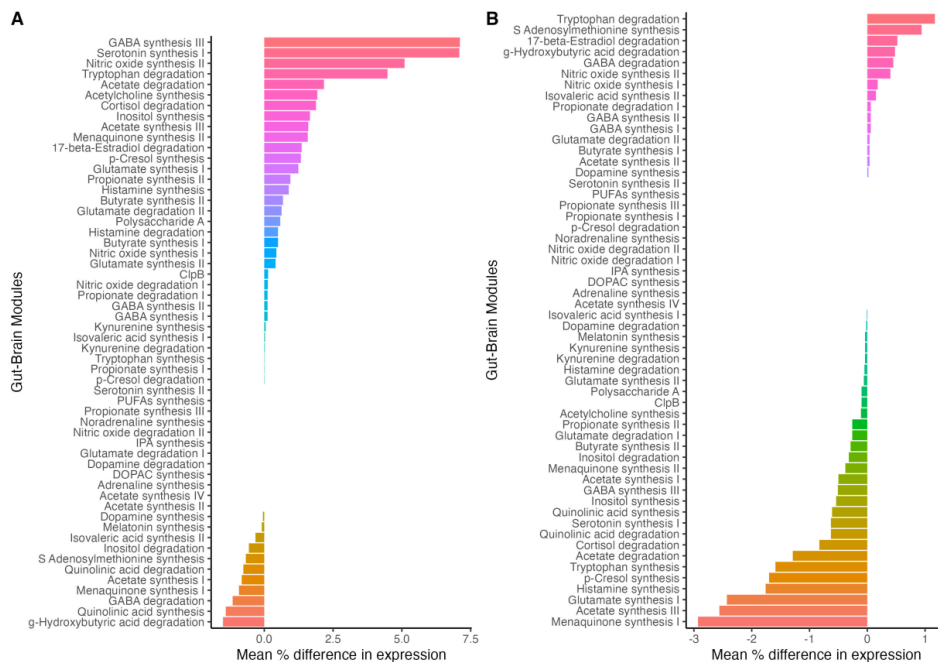 A
GABA synthesis III
Serotonin synthesis I
Nitric oxide synthesis II
Tryptophan degradation
Acetate degradation
Acetylcholine synthesis
Cortisol degradation
Inositol synthesis
Acetate synthesis III
Menaquinone synthesis II
17-beta-Estradiol degradation
p-Cresol synthesis
Glutamate synthesis I
Propionate synthesis II
Histamine synthesis
Butyrate synthesis II
Glutamate degradation II
Polysaccharide A
Histamine degradation
Butyrate synthesis I
Nitric oxide synthesis I
Glutamate synthesis II
ClpB
Nitric oxide degradation I
Propionate degradation I
GABA synthesis II
GABA synthesis I
Kynurenine synthesis
Isovaleric acid synthesis I
Kynurenine degradation
Tryptophan synthesis
Propionate synthesis I
p-Cresol degradation
Serotonin synthesis II
PUFAs synthesis
Propionate synthesis III
Noradrenaline synthesis
Nitric oxide degradation II
IPA synthesis
Glutamate degradation I
Dopamine degradation
DOPAC synthesis
Adrenaline synthesis
Acetate synthesis IV
Acetate synthesis II
Dopamine synthesis
Melatonin synthesis
Isovaleric acid synthesis II
Inositol degradation
S Adenosylmethionine synthesis
Quinolinic acid degradation
Acetate synthesis I
Menaquinone synthesis I
GABA degradation
Quinolinic acid synthesis
g-Hydroxybutyric acid degradation
Gut-Brain Modules
0.0 2.5 5.0 7.5
Mean % difference in expression
B
Tryptophan degradation
S Adenosylmethionine synthesis
17-beta-Estradiol degradation
g-Hydroxybutyric acid degradation
GABA degradation
Nitric oxide synthesis II
Nitric oxide synthesis I
Isovaleric acid synthesis II
Propionate degradation I
GABA synthesis II
GABA synthesis I
Glutamate degradation II
Butyrate synthesis I
Acetate synthesis II
Dopamine synthesis
Serotonin synthesis II
PUFAs synthesis
Propionate synthesis III
Propionate synthesis I
p-Cresol degradation
Noradrenaline synthesis
Nitric oxide degradation II
Nitric oxide degradation I
IPA synthesis
DOPAC synthesis
Adrenaline synthesis
Acetate synthesis IV
Isovaleric acid synthesis I
Dopamine degradation
Melatonin synthesis
Kynurenine synthesis
Kynurenine degradation
Histamine degradation
Glutamate synthesis II
Polysaccharide A
ClpB
Acetylcholine synthesis
Propionate synthesis II
Glutamate degradation I
Butyrate synthesis II
Inositol degradation
Menaquinone synthesis II
Acetate synthesis I
GABA synthesis III
Inositol synthesis
Quinolinic acid synthesis
Serotonin synthesis I
Quinolinic acid degradation
Cortisol degradation
Acetate degradation
Tryptophan synthesis
p-Cresol synthesis
Histamine synthesis
Glutamate synthesis I
Acetate synthesis III
Menaquinone synthesis I
Gut-Brain Modules
-3 -2 -1 0 1
Mean % difference in expression